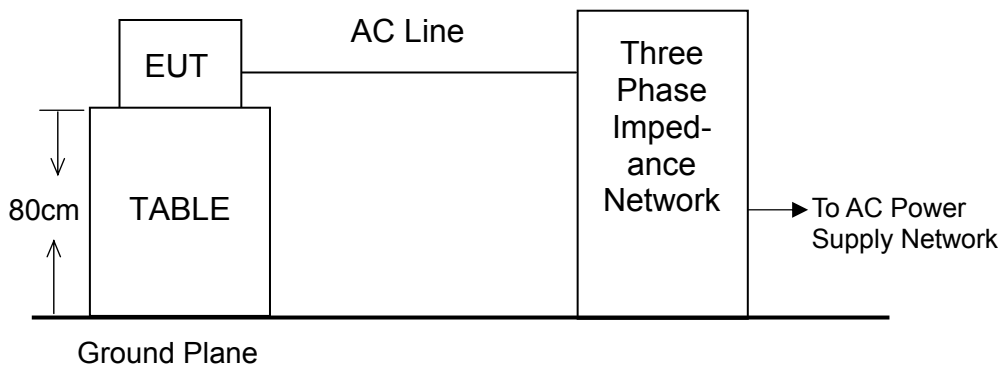 AC Line
EUT
Three
Phase
Imped-
ance
Network
80cm
TABLE
To AC Power
Supply Network
Ground Plane